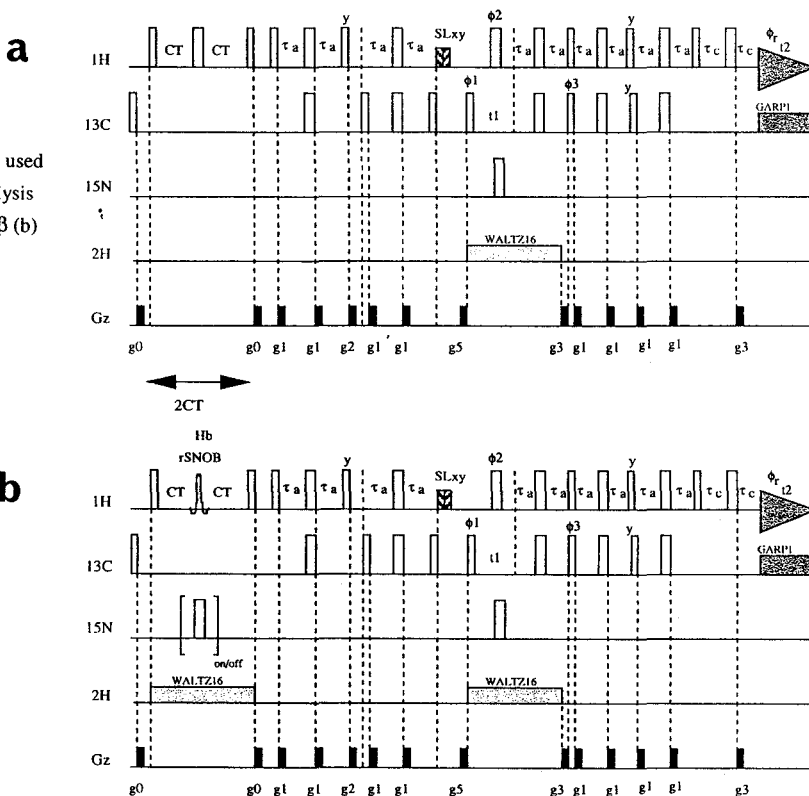 a
y
φ2
y
φr
CT CT τa τa τa τa SLxy τa τa τa τa τa τa τc τc t2
1H
φ1 φ3 y
GARP1
13C
t1
used
15N
ysis
β (b)
WALTZ16
2H
Gz
g0 g0 g1 g1 g2 g1 ' g1 g5 g3 g1 g1 g1 g1 g3
2CT
Hb
rSNOB
b
y
φ2
y
φr
CT CT τa τa τa τa SLxy τa τa τa τa τa τa τc τc t2
1H
φ1 φ3 y
GARP1
13C
t1
15N
on/off
WALTZ16 WALTZ16
2H
Gz
g0 g0 g1 g1 g2 g1 g1 g5 g3 g1 g1 g1 g1 g3